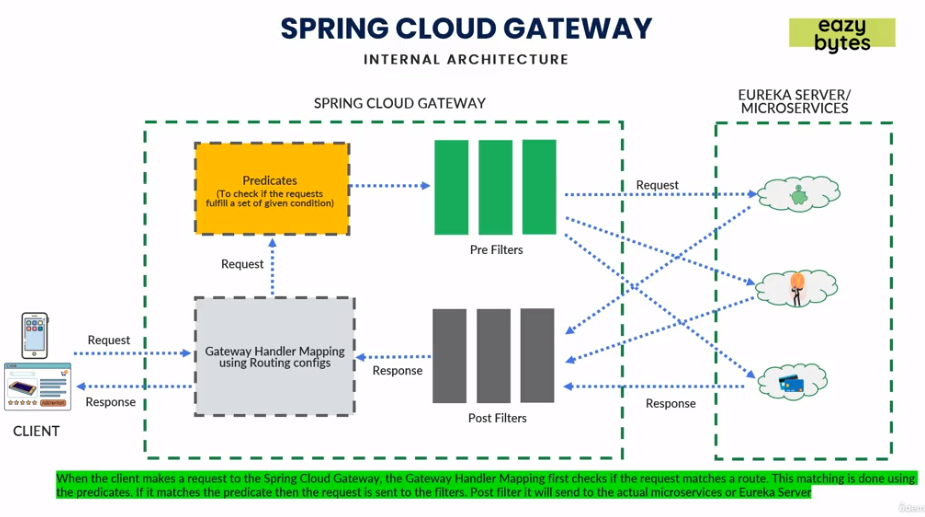 SPRING CLOUD GATEWAY
eazy
bytes
INTERNAL ARCHITECTURE
SPRING CLOUD GATEWAY
EUREKA SERVER/
MICROSERVICES
Predicates
(To check if the requests
fulfill a set of given condition)
Request
Pre Filters
Request
Gateway Handler Mapping
using Routing configs
Request
Response
Response
Post Filters
Response
CLIENT
When the client makes a request to the Spring Cloud Gateway, the Gateway Handler Mapping first checks if the request matches a route. This matching is done using
the predicates. If it matches the predicate then the request is sent to the filters. Post filter it will send to the actual microservices or Eureka Server